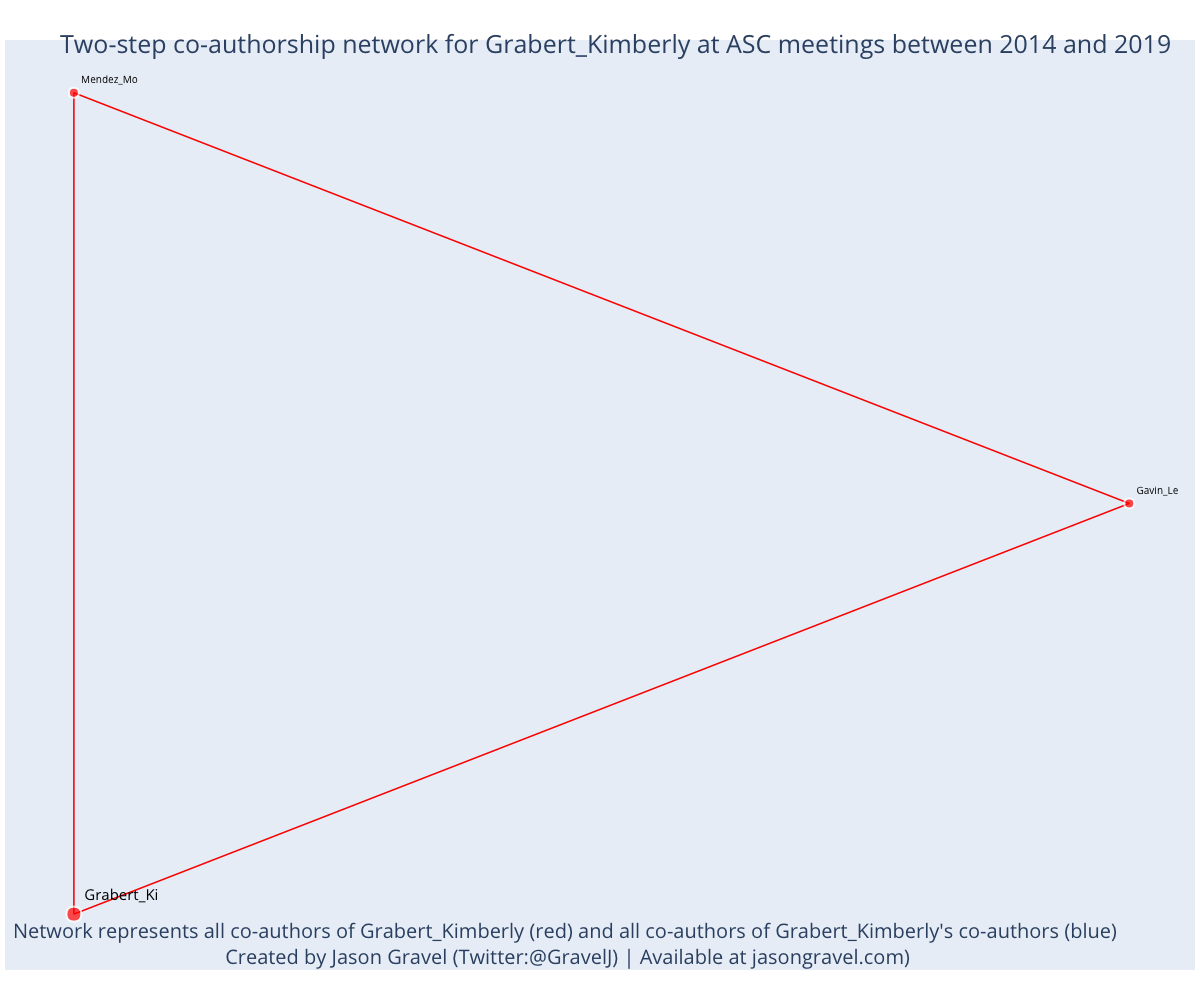 Two-step co-authorship network for Grabert_Kimberly at ASC meetings between 2014 and 2019
Mendez_Mo
Gavin_Le
Grabert_Ki
Network represents all co-authors of Grabert_Kimberly (red) and all co-authors of Grabert_Kimberly's co-authors (blue)
Created by Jason Gravel (Twitter:@GravelJ) | Available at jasongravel.com)